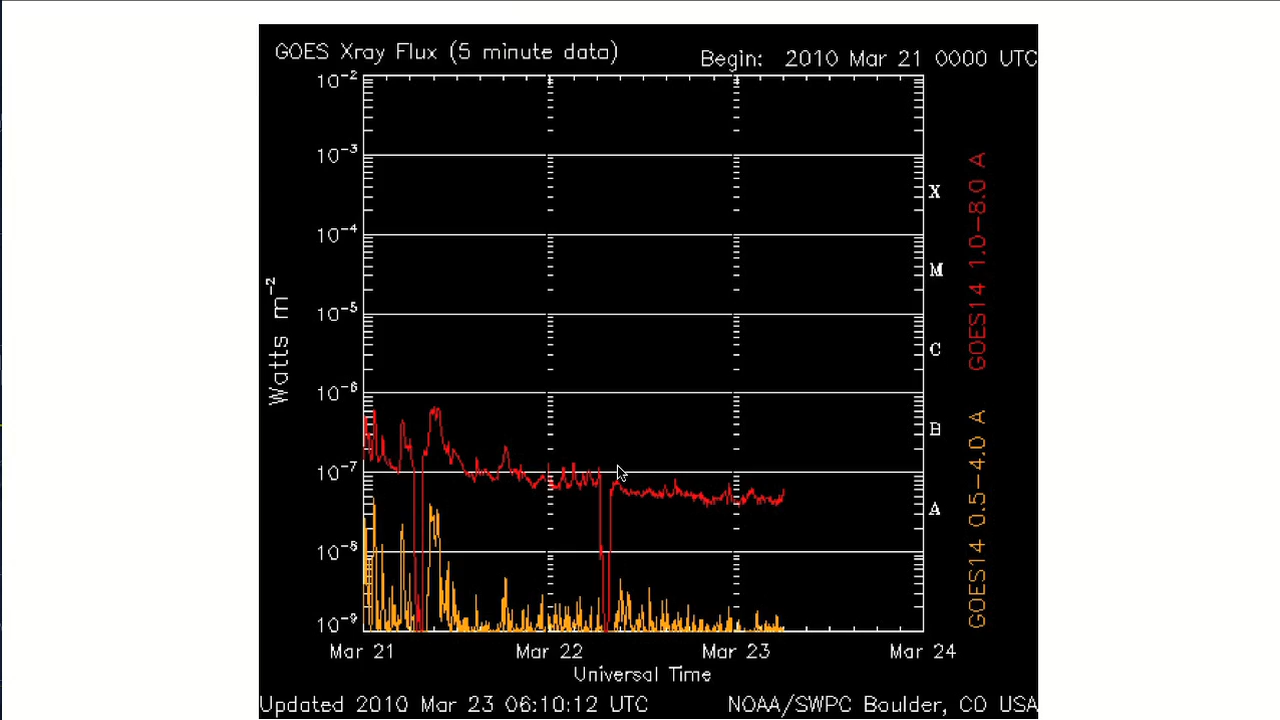 GOES Xray Flux (5 minute data)
Begin: 2010 Mar 21 0000 UTC
10-2
10-3
10-4
10-5
10-6
10-7
10-8
10-9
Watts m-2
X
M
C
B
A
GOES14 1.0-8.0 A
GOES14 0.5-4.0 A
Mar 21 Mar 22 Mar 23 Mar 24
Universal Time
Updated 2010 Mar 23 06:10:12 UTC
NOAA/SWPC Boulder, CO USA